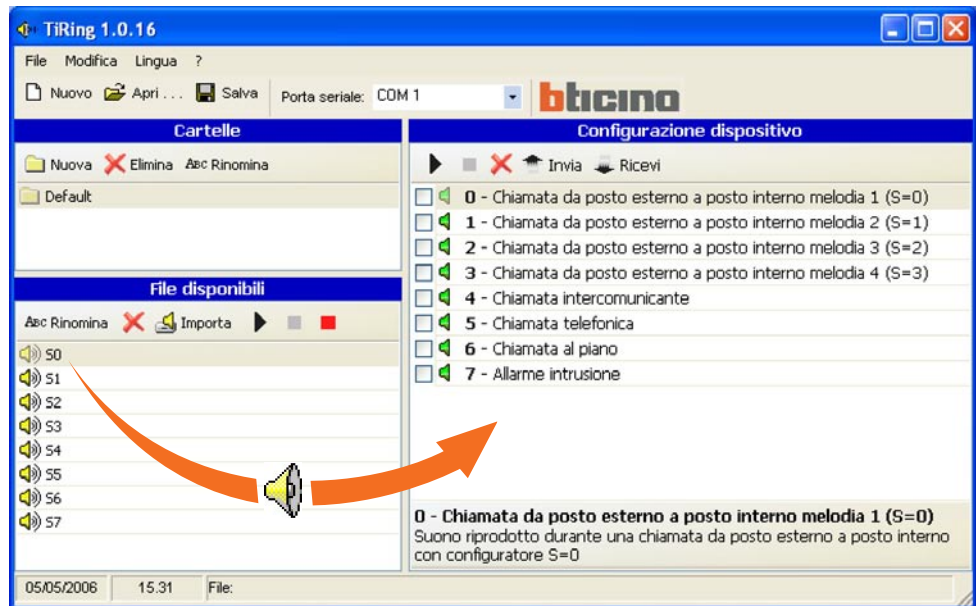 TiRing 1.0.16
File Modifica Lingua ?
Nuovo Apri ... Salva Porta seriale: COM 1 bticino
Cartelle
Nuova Elimina ABC Rinomina
Default
File disponibili
ABC Rinomina Importa
S0
S1
S2
S3
S4
S5
S6
S7
Configurazione dispositivo
Invia Ricevi
0 - Chiamata da posto esterno a posto interno melodia 1 (S=0)
1 - Chiamata da posto esterno a posto interno melodia 2 (S=1)
2 - Chiamata da posto esterno a posto interno melodia 3 (S=2)
3 - Chiamata da posto esterno a posto interno melodia 4 (S=3)
4 - Chiamata intercomunicante
5 - Chiamata telefonica
6 - Chiamata al piano
7 - Allarme intrusione
0 - Chiamata da posto esterno a posto interno melodia 1 (S=0)
Suono riprodotto durante una chiamata da posto esterno a posto interno
con configuratore S=0
05/05/2006 15.31 File: